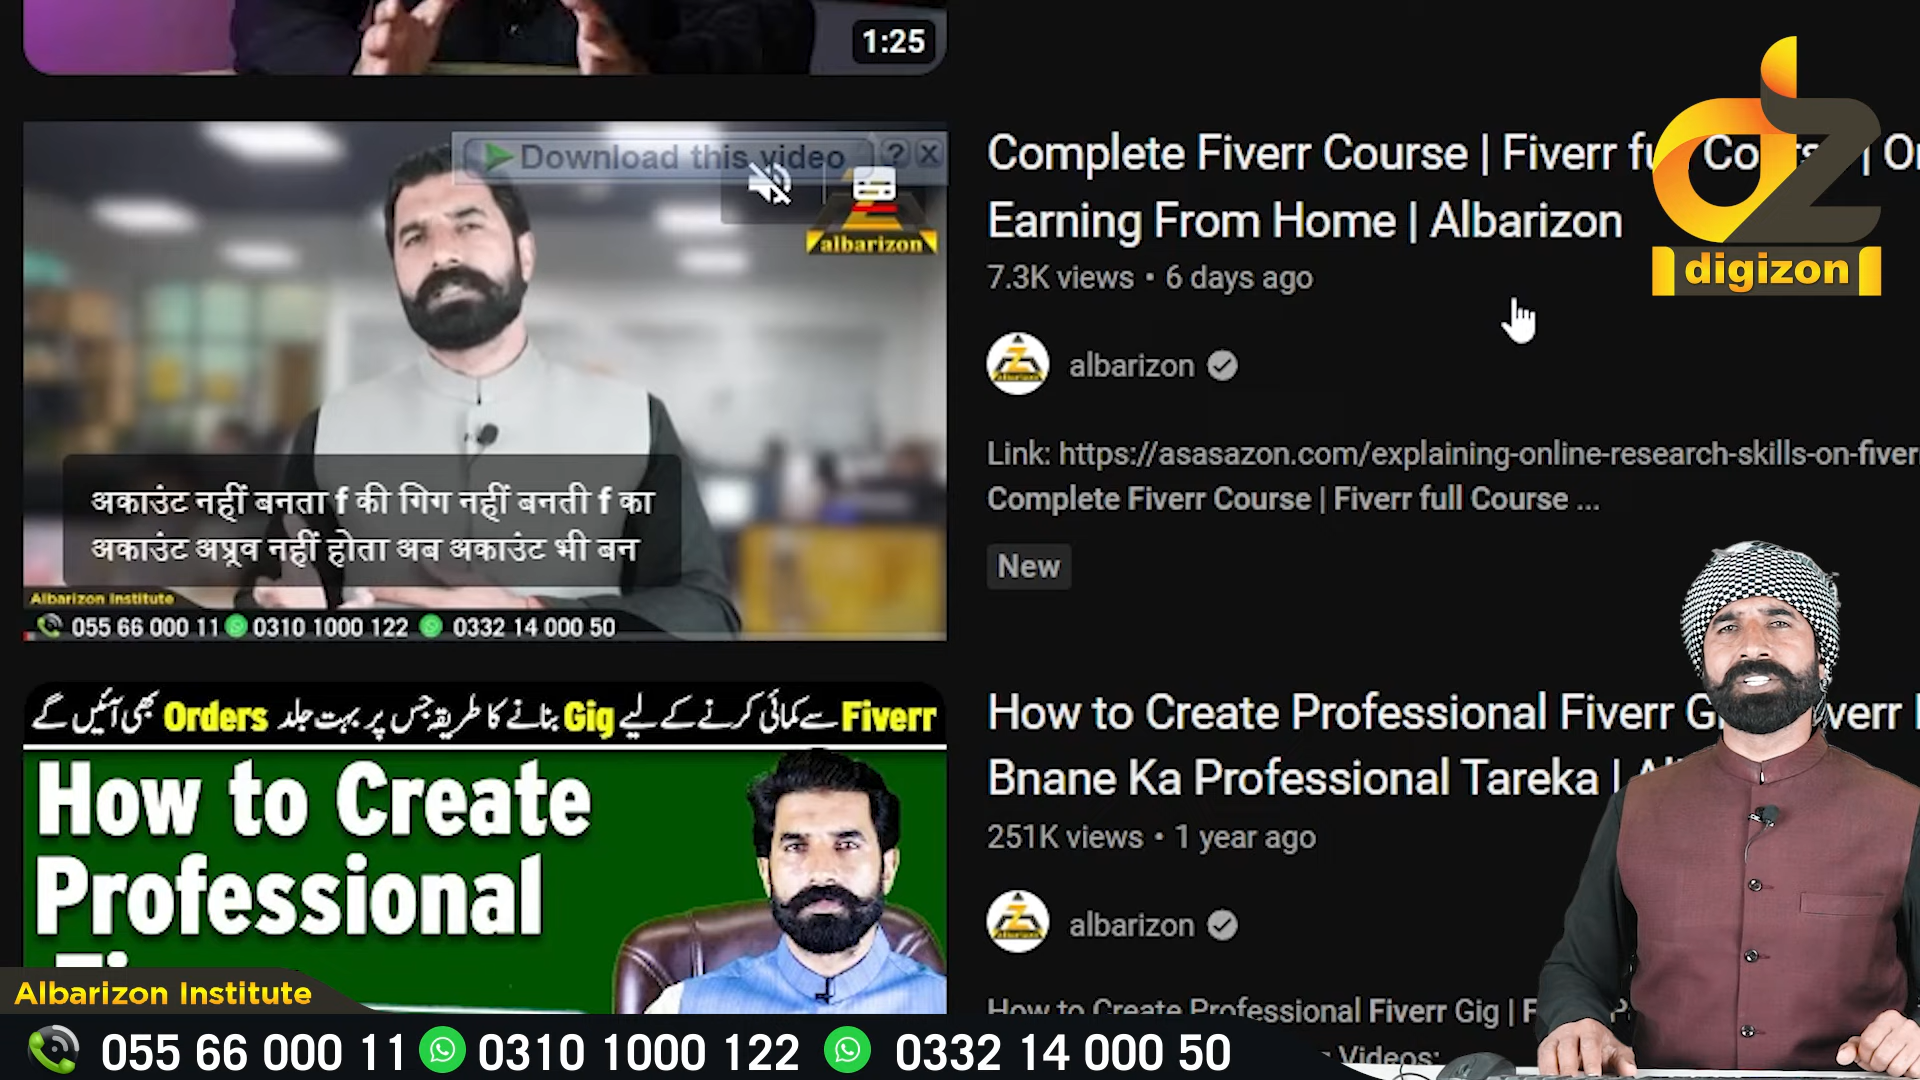 1:25
Download this video ? X
albarizon
अकाउंट नहीं बनता f की गिग नहीं बनती f का
अकाउंट अप्रूव नहीं होता अब अकाउंट भी बन
Albarizon Institute
055 66 000 11 0310 1000 122 0332 14 000 50
Complete Fiverr Course | Fiverr
Earning From Home | Albarizon
7.3K views • 6 days ago
albarizon
Link: https://asasazon.com/explaining-online-research-skills-on-fiver
Complete Fiverr Course | Fiverr full Course ...
New
digizon
Fiverr سے کمائی کرنے کے لیے Gig بنانے کا طریقہ جس پر بہت جلد Orders بھی آئیں گے
How to Create
Professional
How to Create Professional Fiverr
Bnane Ka Professional Tareka |
251K views • 1 year ago
albarizon
How to Create Professional Fiverr Gig |
Videos:
Albarizon Institute
055 66 000 11 0310 1000 122 0332 14 000 50